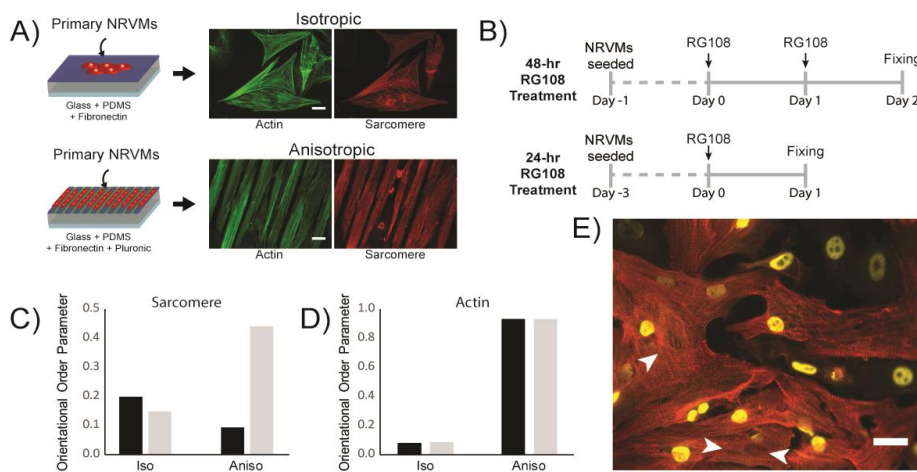 A)
Primary NRVMs
Glass + PDMS
+ Fibronectin
Isotropic
Actin
Sarcomere
Primary NRVMs
Glass + PDMS
+ Fibronectin + Pluronic
Anisotropic
Actin
Sarcomere
B)
48-hr
RG108
Treatment
NRVMs
seeded
RG108
RG108
Fixing
Day -1
Day 0
Day 1
Day 2
24-hr
RG108
Treatment
NRVMs
seeded
RG108
Fixing
Day -3
Day 0
Day 1
C)
Sarcomere
Orientational Order Parameter
0.5
0.4
0.3
0.2
0.1
0
Iso
Aniso
D)
Actin
Orientational Order Parameter
1.0
0.8
0.6
0.4
0.2
0
Iso
Aniso
E)